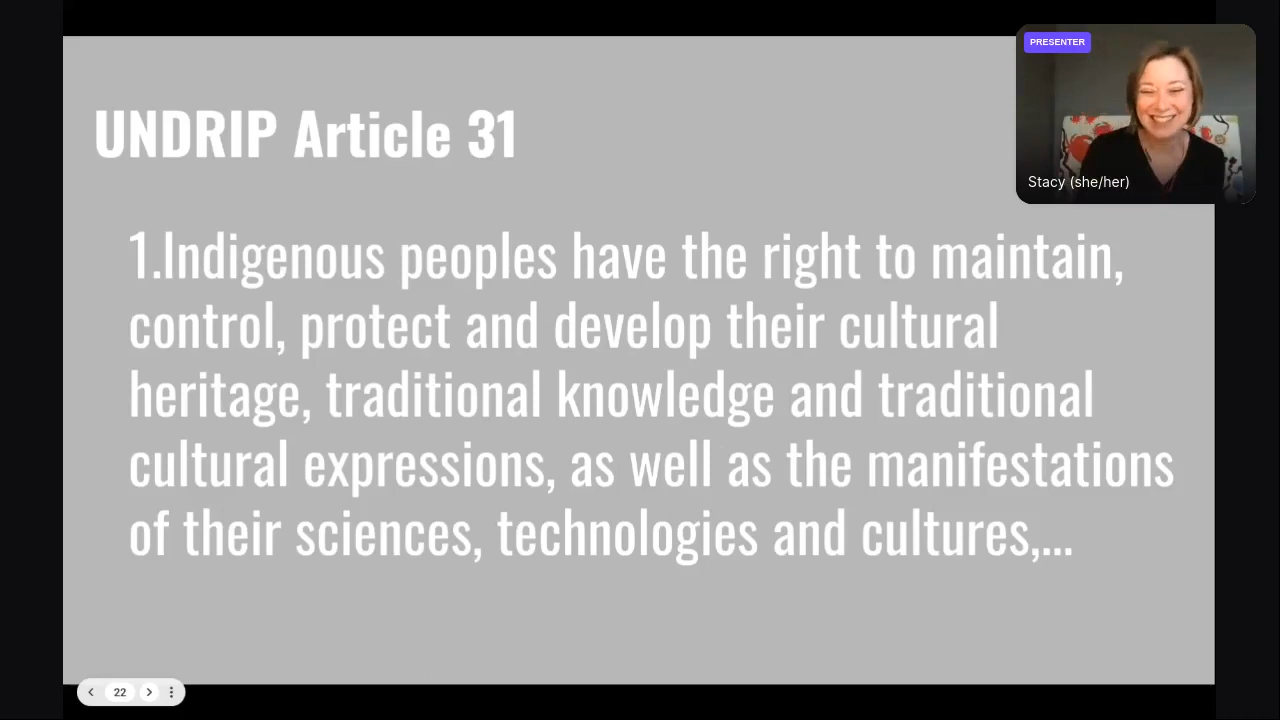 PRESENTER
Stacy (she/her)
UNDRIP Article 31
1.Indigenous peoples have the right to maintain,
control, protect and develop their cultural
heritage, traditional knowledge and traditional
cultural expressions, as well as the manifestations
of their sciences, technologies and cultures,...
22